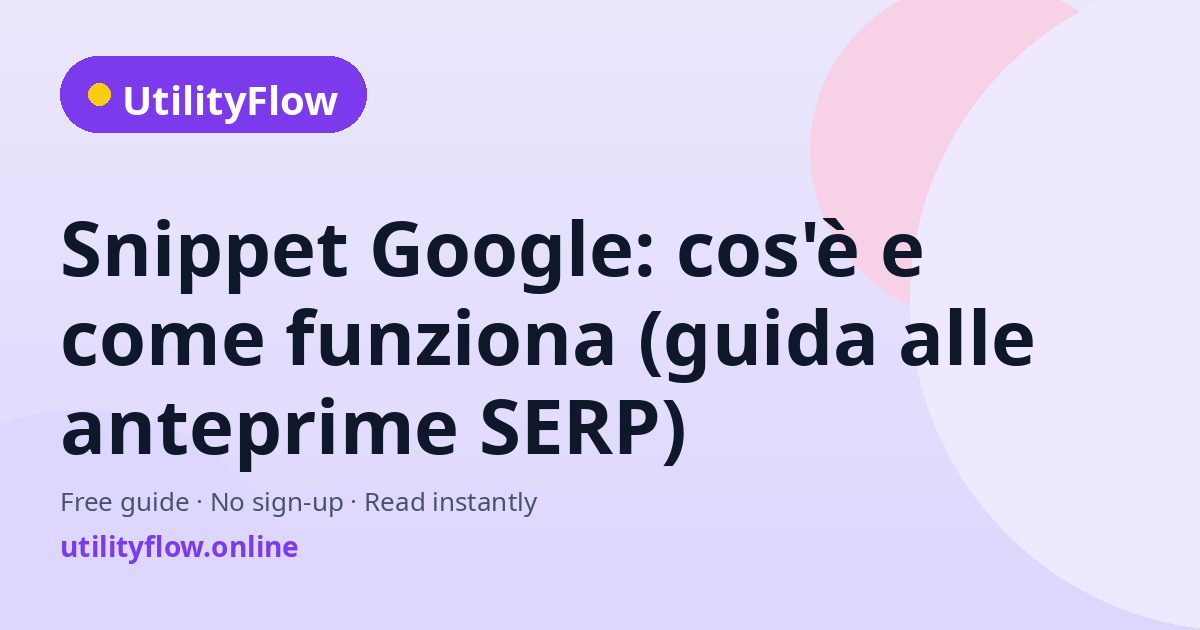 UtilityFlow
Snippet Google: cos'è e
come funziona (guida alle
anteprime SERP)
Free guide · No sign-up · Read instantly
utilityflow.online